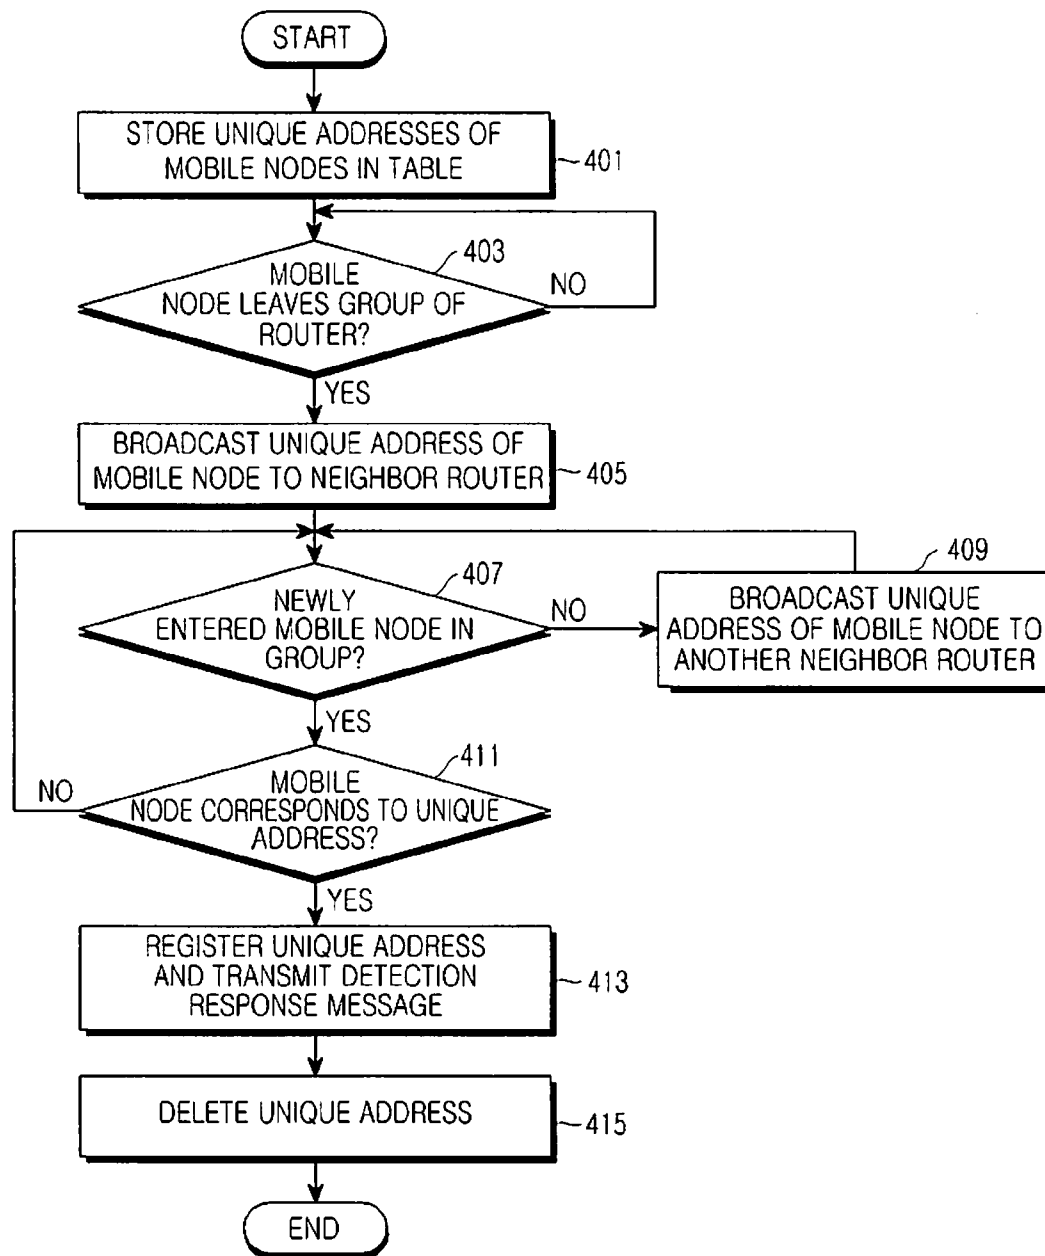 START
STORE UNIQUE ADDRESSES OF
MOBILE NODES IN TABLE
401
403
MOBILE
NODE LEAVES GROUP OF
ROUTER?
NO
YES
BROADCAST UNIQUE ADDRESS OF
MOBILE NODE TO NEIGHBOR ROUTER
405
407
NEWLY
ENTERED MOBILE NODE IN
GROUP?
NO
409
BROADCAST UNIQUE
ADDRESS OF MOBILE NODE TO
ANOTHER NEIGHBOR ROUTER
YES
411
MOBILE
NODE CORRESPONDS TO UNIQUE
ADDRESS?
NO
YES
REGISTER UNIQUE ADDRESS
AND TRANSMIT DETECTION
RESPONSE MESSAGE
413
DELETE UNIQUE ADDRESS
415
END